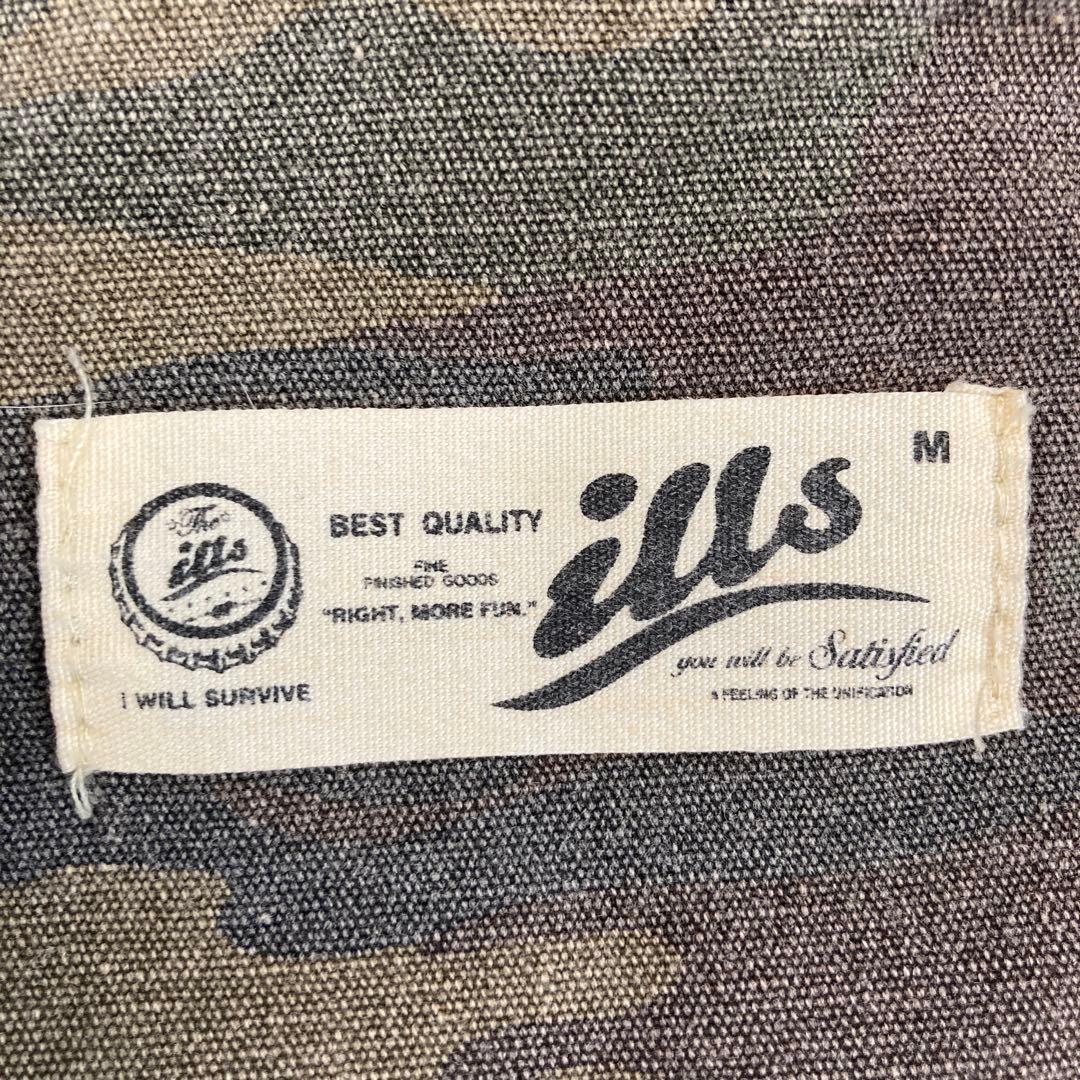 The
ills
I WILL SURVIVE
BEST QUALITY
FINE
FINISHED GOODS
"RIGHT, MORE FUN."
ills
M
you will be Satisfied
A FEELING OF THE UNIFICATION